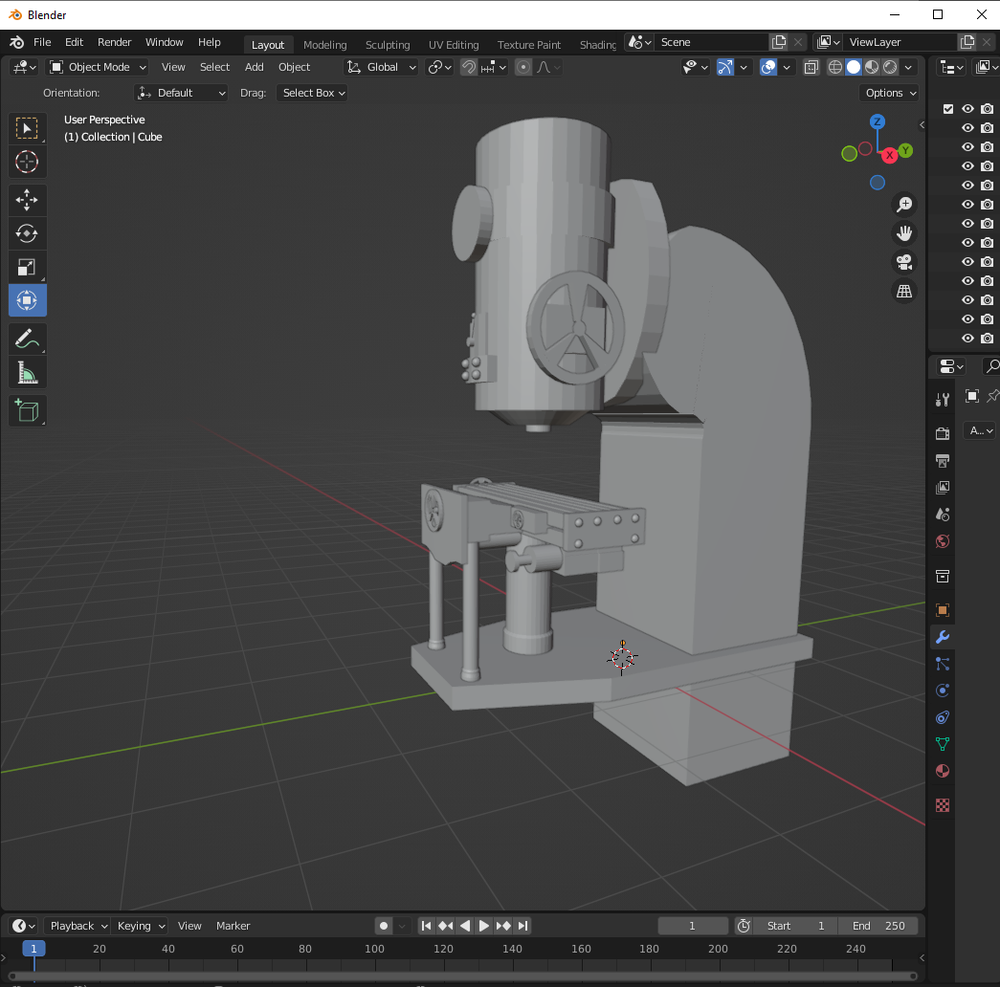 Blender
File Edit Render Window Help Layout Modeling Sculpting UV Editing Texture Paint Shading Scene ViewLayer
Object Mode View Select Add Object Global
Orientation: Default Drag: Select Box Options
User Perspective
(1) Collection | Cube
Z
X Y
A...
Playback Keying View Marker 1 Start 1 End 250
1 20 40 60 80 100 120 140 160 180 200 220 240